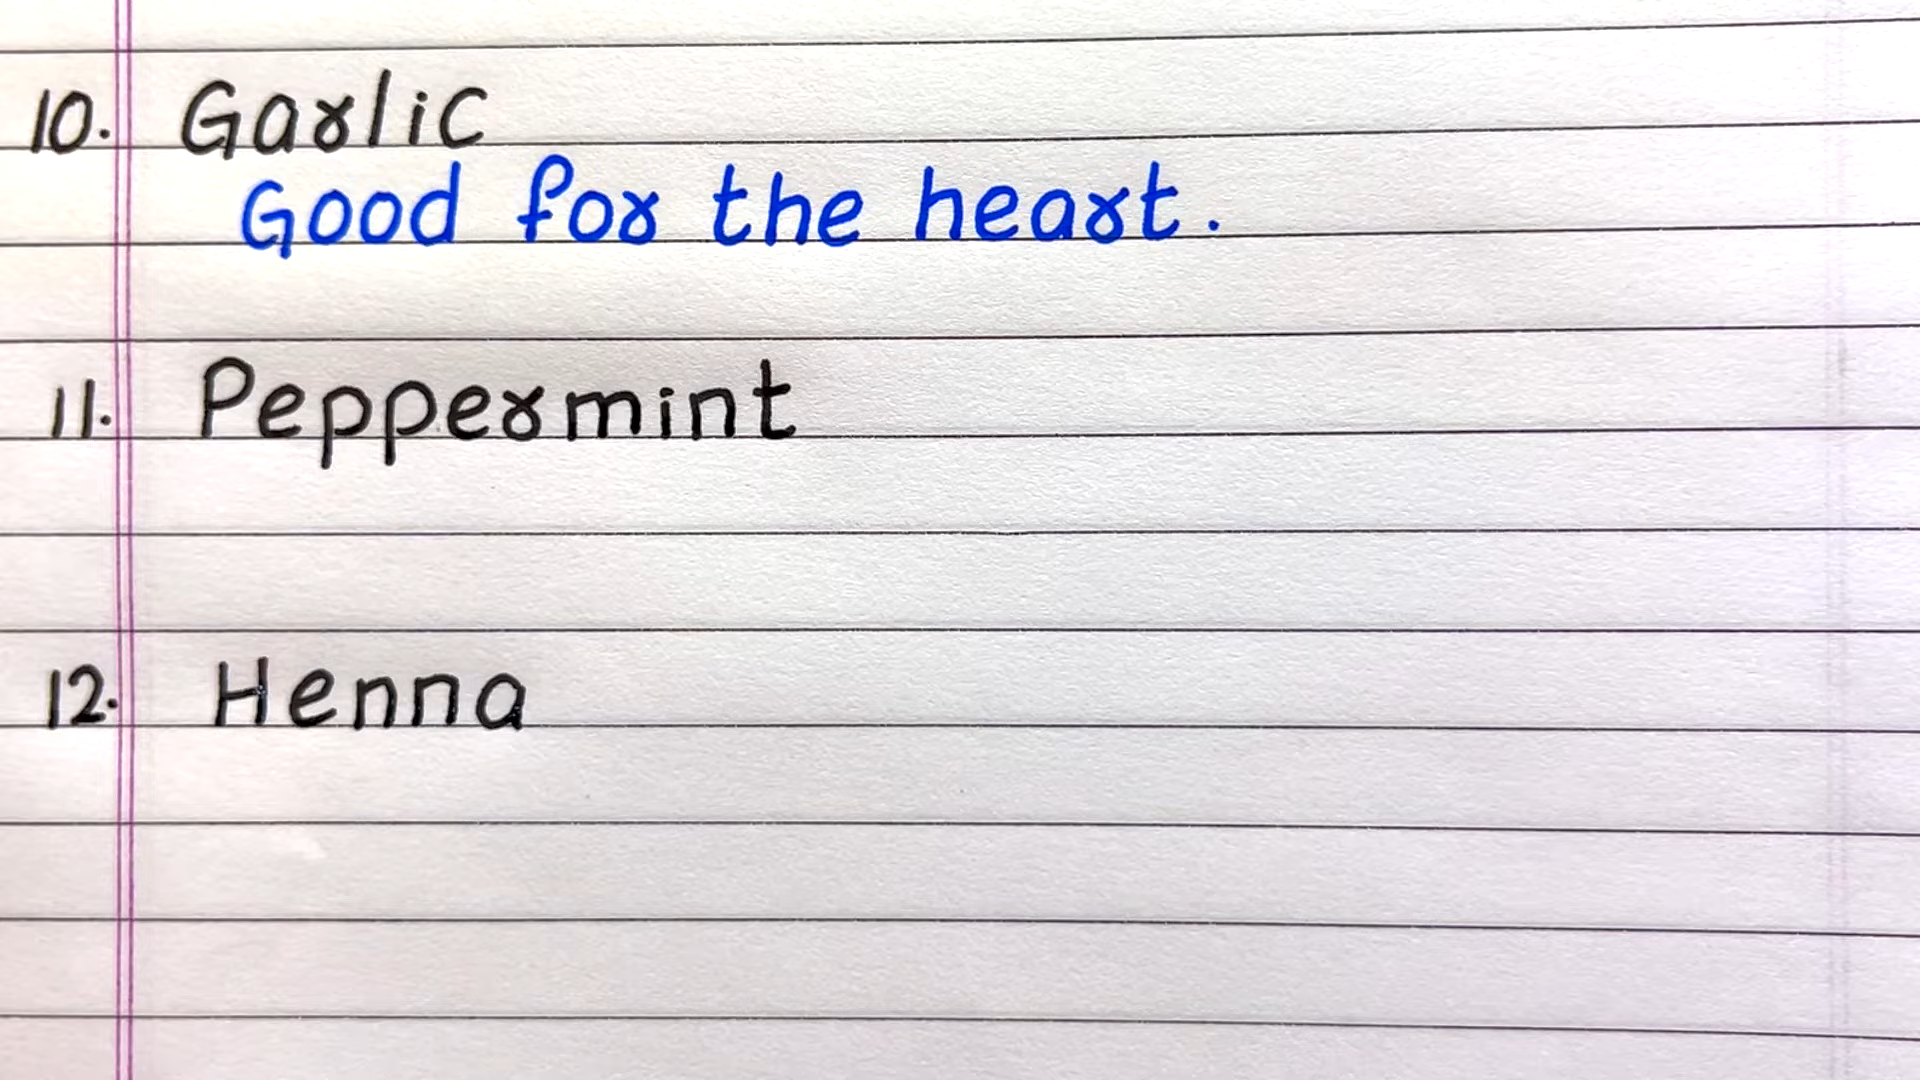 10. Garlic
Good for the heart.
11. Peppermint
12. Henna